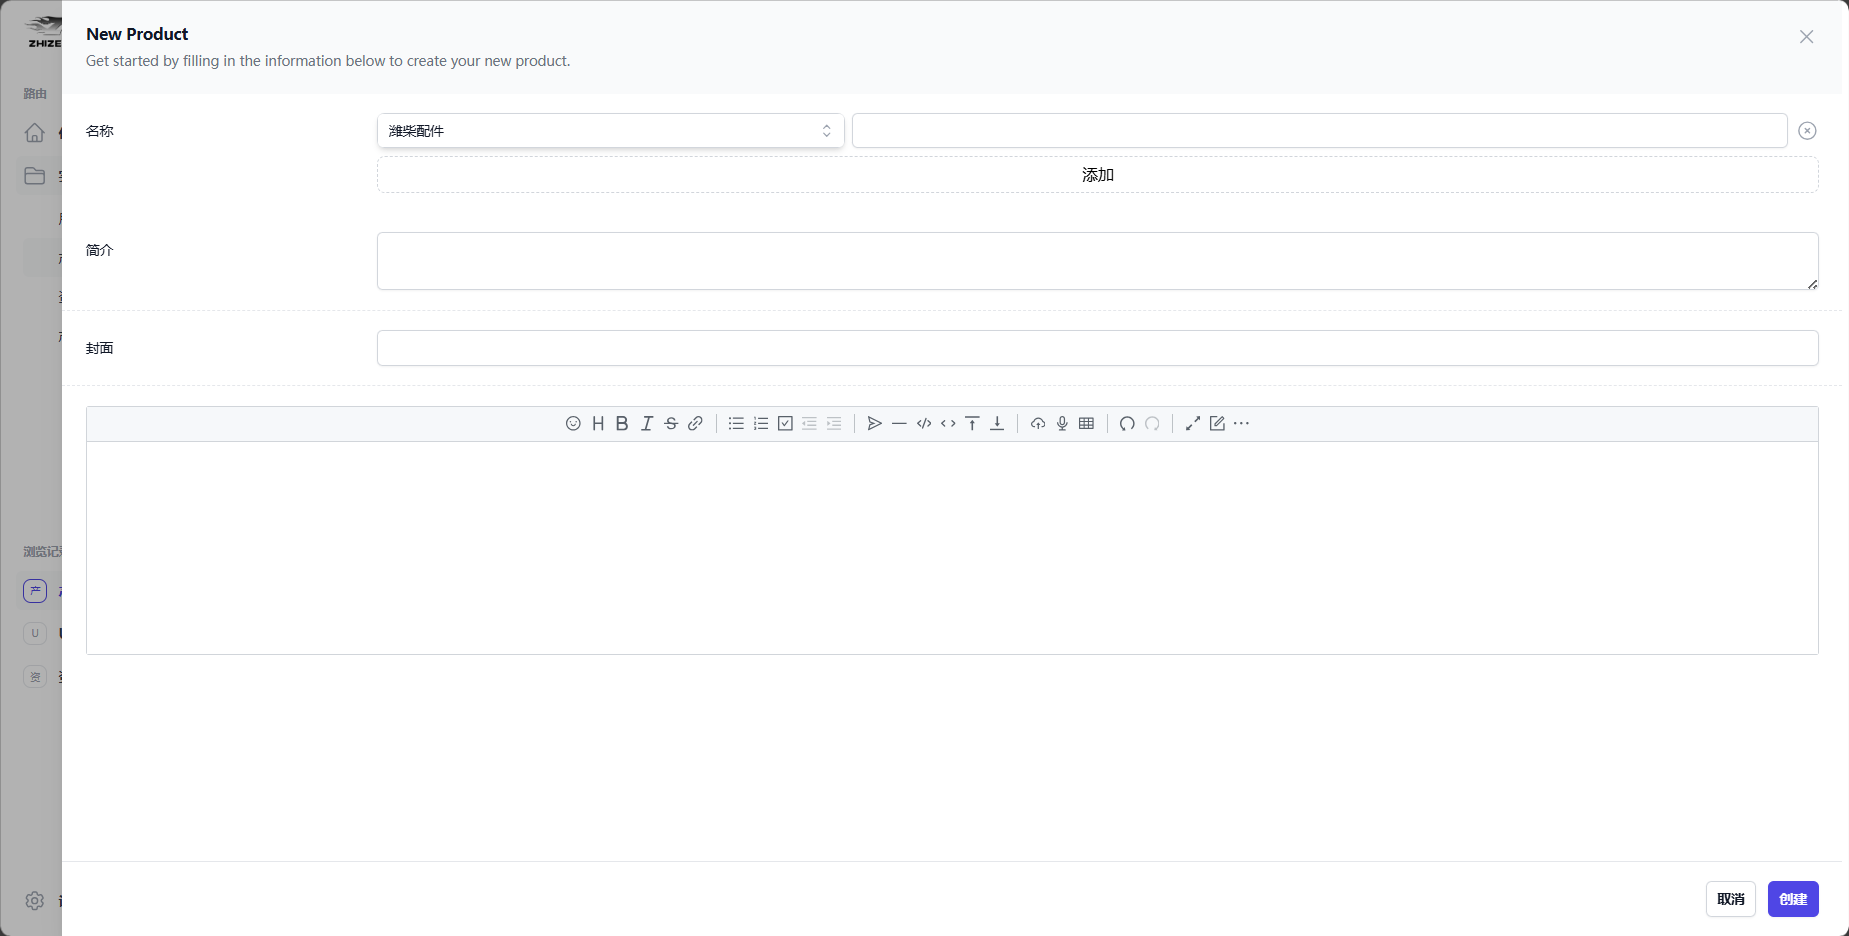 New Product
Get started by filling in the information below to create your new product.
路由
名称
潍柴配件
添加
简介
封面
浏览记
产
U
资
取消
创建